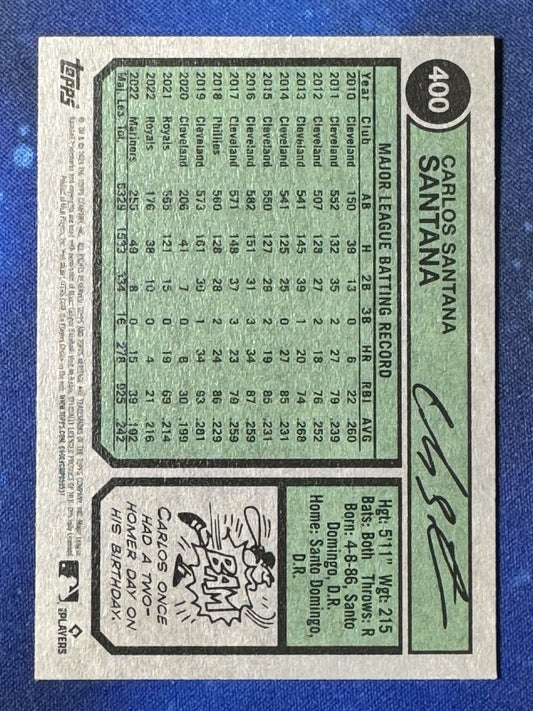 400
CARLOS SANTANA
SANTANA
MAJOR LEAGUE BATTING RECORD
Year Club AB H 2B 3B HR RBI AVG
2010 Cleveland 150 39 13 0 6 22 .260
2011 Cleveland 552 132 35 2 27 79 .239
2012 Cleveland 507 128 27 2 18 76 .252
2013 Cleveland 541 145 39 1 20 74 .268
2014 Cleveland 541 125 25 0 27 85 .231
2015 Cleveland 550 127 29 2 19 85 .231
2016 Cleveland 582 151 31 3 34 87 .259
2017 Cleveland 571 148 37 3 23 79 .259
2018 Phillies 560 128 28 2 24 86 .229
2019 Cleveland 573 161 30 1 34 93 .281
2020 Cleveland 206 41 7 0 8 30 .199
2021 Royals 565 121 15 0 19 69 .214
2022 Royals 176 38 10 0 4 21 .216
2022 Mariners 255 49 8 0 15 39 .192
Maj. Lea. Tot. 6329 1533 334 16 278 925 .242
Hgt: 5'11" Wgt: 215
Bats: Both Throws: R
Born: 4-8-86, Santo
Domingo, D.R.
Home: Santo Domingo,
D.R.
BAM
CARLOS ONCE
HAD A TWO-
HOMER DAY ON
HIS BIRTHDAY.
topps
PLAYERS